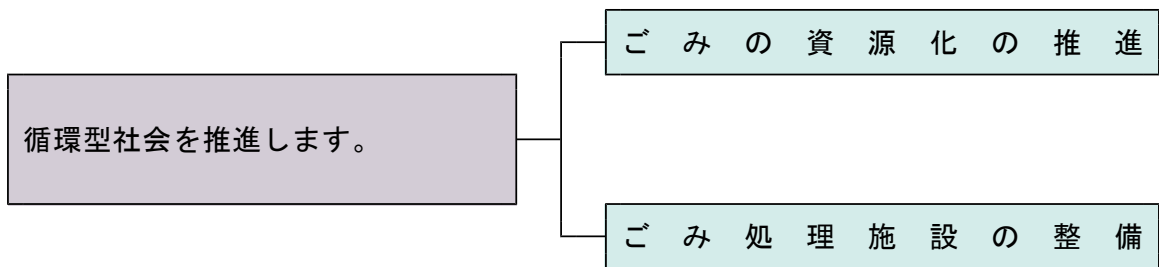 循環型社会を推進します。
ごみの資源化の推進
ごみ処理施設の整備